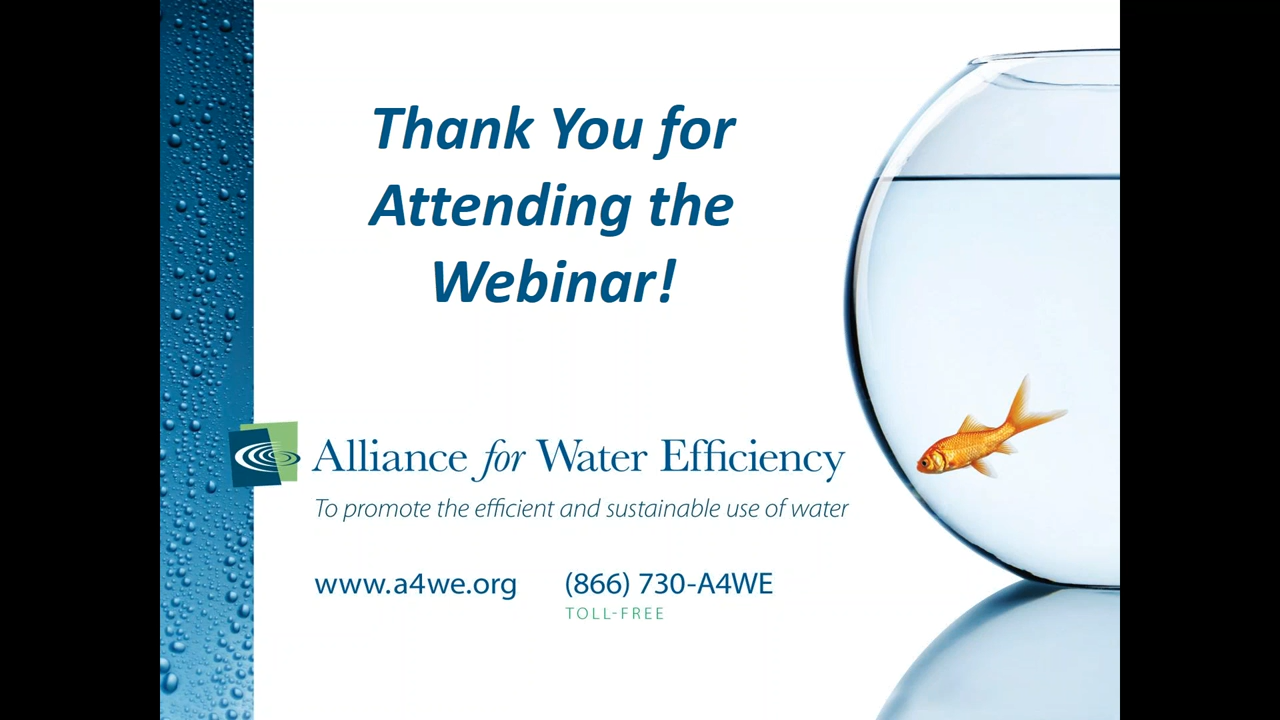 Thank You for
Attending the
Webinar!
Alliance for Water Efficiency
To promote the efficient and sustainable use of water
www.a4we.org (866) 730-A4WE
TOLL-FREE